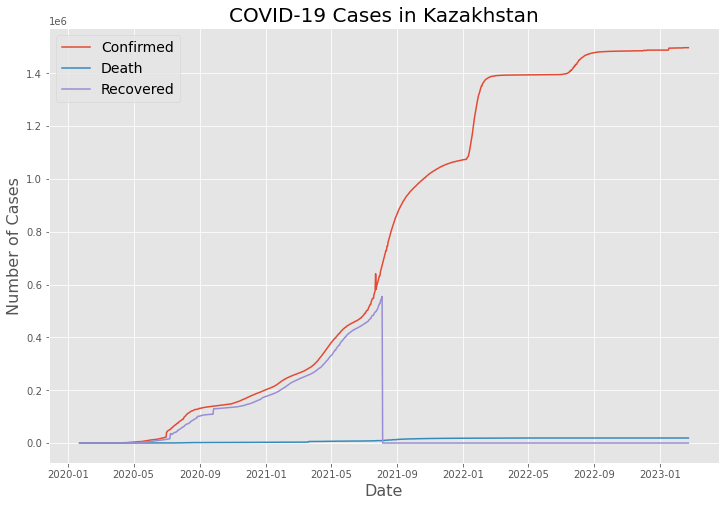 COVID-19 Cases in Kazakhstan
1e6
Confirmed
Death
Recovered
1.4
1.2
1.0
0.8
0.6
0.4
0.2
0.0
Number of Cases
2020-01 2020-05 2020-09 2021-01 2021-05 2021-09 2022-01 2022-05 2022-09 2023-01
Date